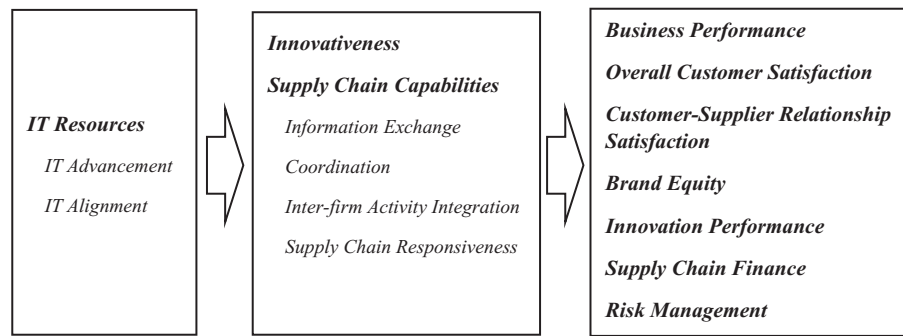 IT Resources
IT Advancement
IT Alignment
Innovativeness
Supply Chain Capabilities
Information Exchange
Coordination
Inter-firm Activity Integration
Supply Chain Responsiveness
Business Performance
Overall Customer Satisfaction
Customer-Supplier Relationship
Satisfaction
Brand Equity
Innovation Performance
Supply Chain Finance
Risk Management